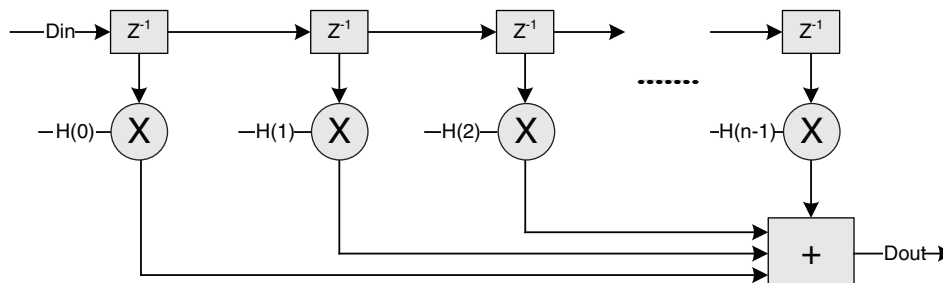 Din Z⁻¹ Z⁻¹ Z⁻¹ Z⁻¹
H(0) X H(1) X H(2) X H(n-1) X
+ Dout